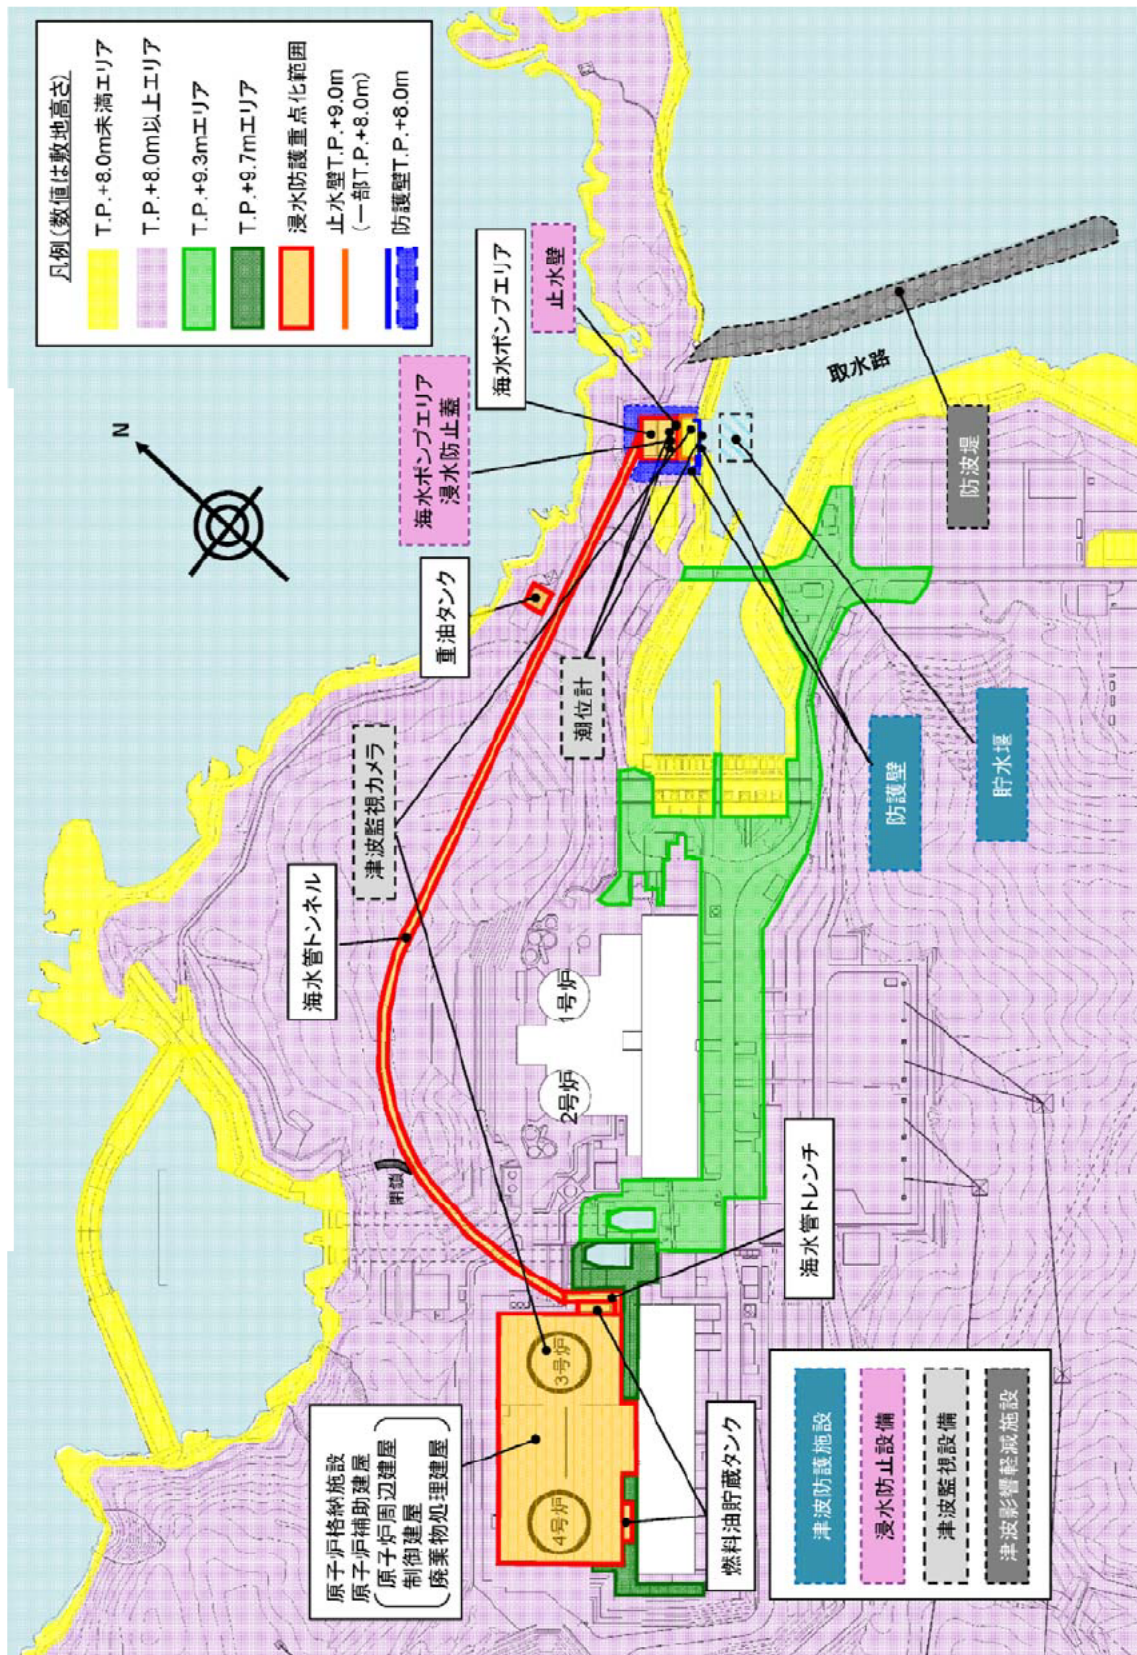 凡例(数値は敷地高さ)
T.P.+8.0m未満エリア
T.P.+8.0m以上エリア
T.P.+9.3mエリア
T.P.+9.7mエリア
浸水防護重点化範囲
止水壁T.P.+9.0m
(一部T.P.+8.0m)
防護壁T.P.+8.0m
N
海水ポンプエリア
浸水防止蓋
海水ポンプエリア
止水壁
取水路
防波堤
重油タンク
潮位計
津波監視カメラ
防護壁
貯水堰
海水管トンネル
1号炉
2号炉
閉鎖
海水管トレンチ
3号炉
4号炉
原子炉格納施設
原子炉補助建屋
原子炉周辺建屋
制御建屋
廃棄物処理建屋
燃料油貯蔵タンク
津波防護施設
浸水防止設備
津波監視設備
津波影響軽減施設